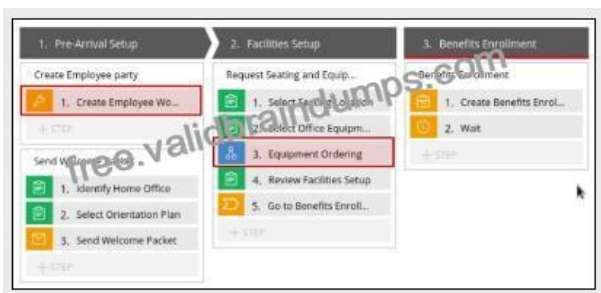 1. Pre-Arrival Setup
2. Facilities Setup
3. Benefits Enrollment
Create Employee party
1. Create Employee Wo...
+ STEP
Send Welcome
1. Identify Home Office
2. Select Orientation Plan
3. Send Welcome Packet
+ STEP
Request Seating and Equip...
1. Select Seating Location
2. Select Office Equipm...
3. Equipment Ordering
4. Review Facilities Setup
5. Go to Benefits Enroll...
+ STEP
Benefits Enrollment
1. Create Benefits Enrol...
2. Wait
+ STEP
free.validbraindumps.com